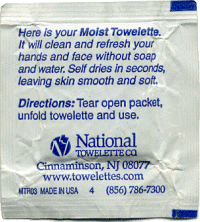 Here is your Moist Towelette.
It will clean and refresh your
hands and face without soap
and water. Self dries in seconds,
leaving skin smooth and soft.
Directions: Tear open packet,
unfold towelette and use.
National
TOWELETTE CO.
Cinnaminson, NJ 08077
www.towelettes.com
MTR03 MADE IN USA 4 (856) 786-7300